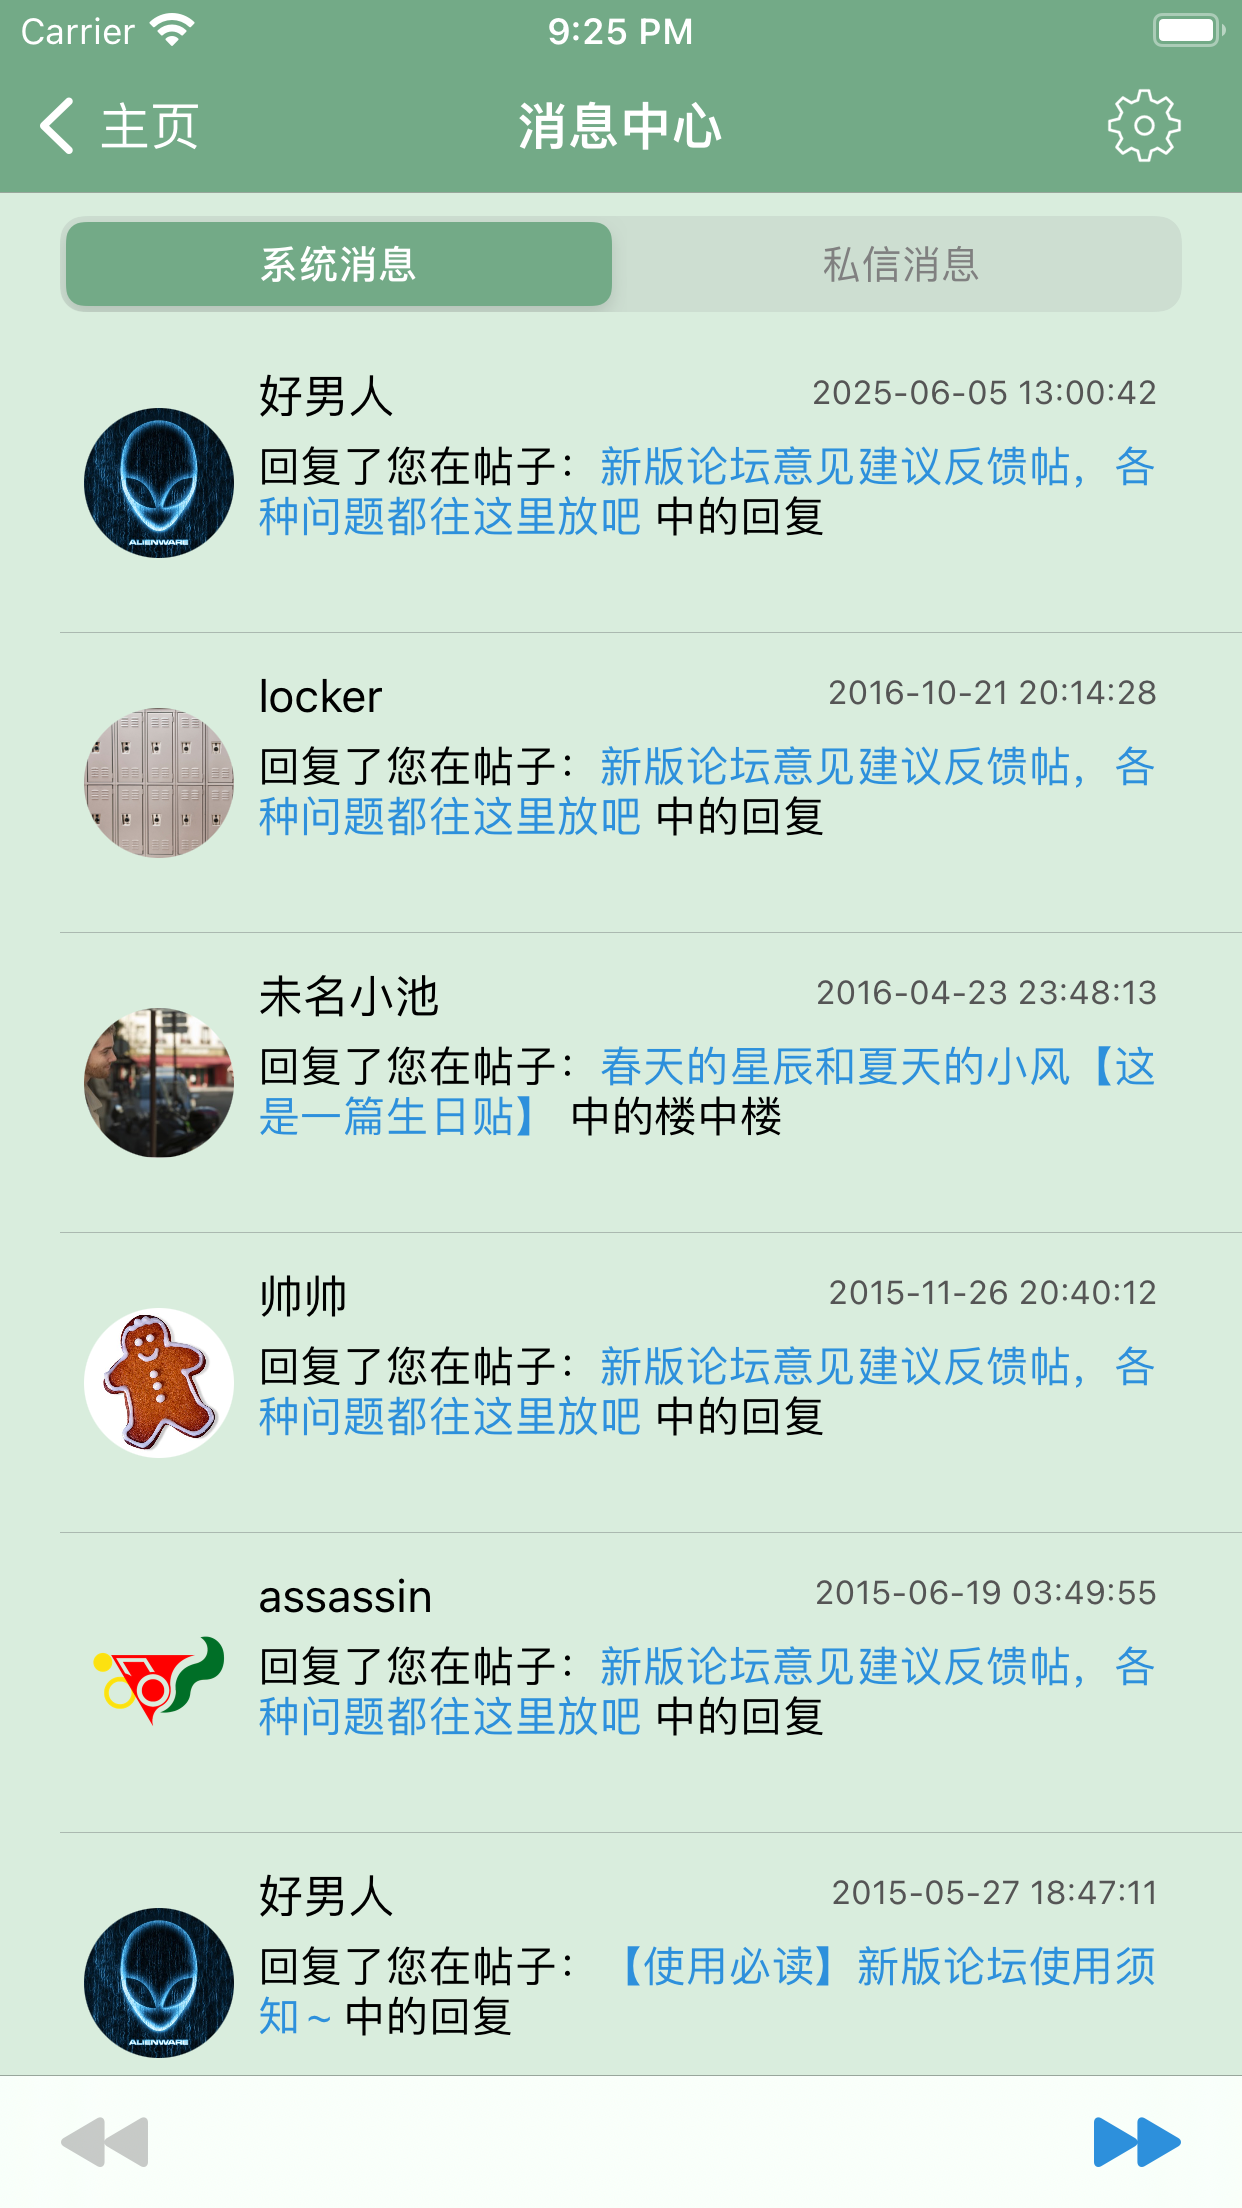 Carrier 9:25 PM
主页 消息中心
系统消息 私信消息
好男人 2025-06-05 13:00:42
回复了您在帖子：新版论坛意见建议反馈帖，各
种问题都往这里放吧 中的回复
ALIENWARE
locker 2016-10-21 20:14:28
回复了您在帖子：新版论坛意见建议反馈帖，各
种问题都往这里放吧 中的回复
未名小池 2016-04-23 23:48:13
回复了您在帖子：春天的星辰和夏天的小风【这
是一篇生日贴】 中的楼中楼
帅帅 2015-11-26 20:40:12
回复了您在帖子：新版论坛意见建议反馈帖，各
种问题都往这里放吧 中的回复
assassin 2015-06-19 03:49:55
回复了您在帖子：新版论坛意见建议反馈帖，各
种问题都往这里放吧 中的回复
好男人 2015-05-27 18:47:11
回复了您在帖子：【使用必读】新版论坛使用须
知~ 中的回复
ALIENWARE